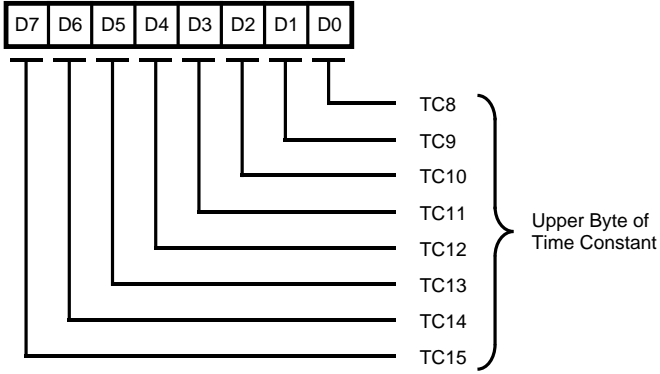 D7 D6 D5 D4 D3 D2 D1 D0
TC8
TC9
TC10
TC11
TC12
TC13
TC14
TC15
Upper Byte of
Time Constant